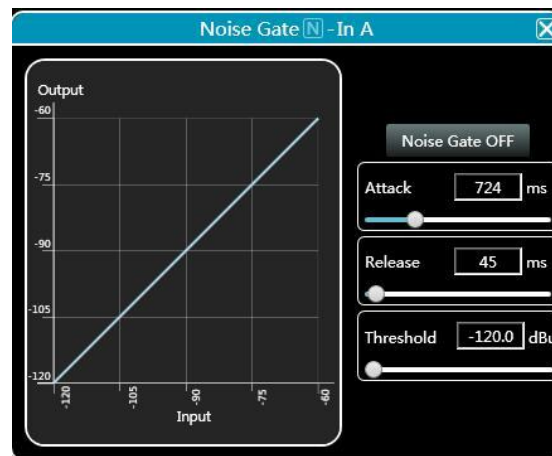 Noise Gate N - In A
Output
-60
-75
-90
-105
-120
-120 -105 -90 -75 -60
Input
Noise Gate OFF
Attack 724 ms
Release 45 ms
Threshold -120.0 dBu